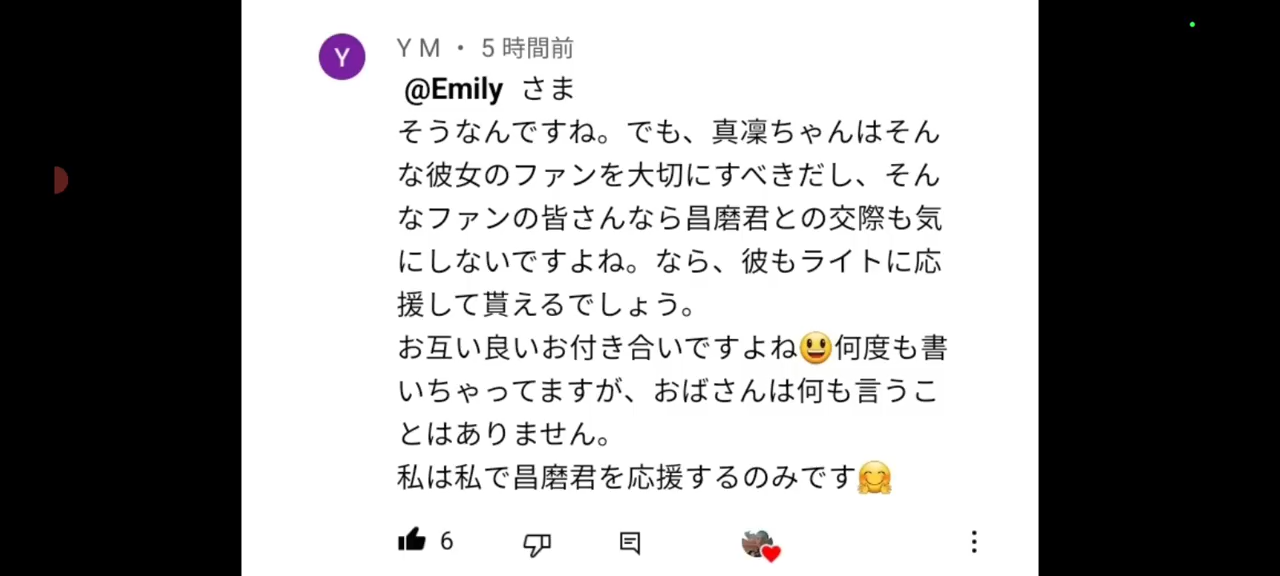 Y
Y M ・ 5 時間前
@Emily さま
そうなんですね。でも、真凜ちゃんはそん
な彼女のファンを大切にすべきだし、そん
なファンの皆さんなら昌磨君との交際も気
にしないですよね。なら、彼もライトに応
援して貰えるでしょう。
お互い良いお付き合いですよね😃何度も書
いちゃってますが、おばさんは何も言うこ
とはありません。
私は私で昌磨君を応援するのみです🤗
6